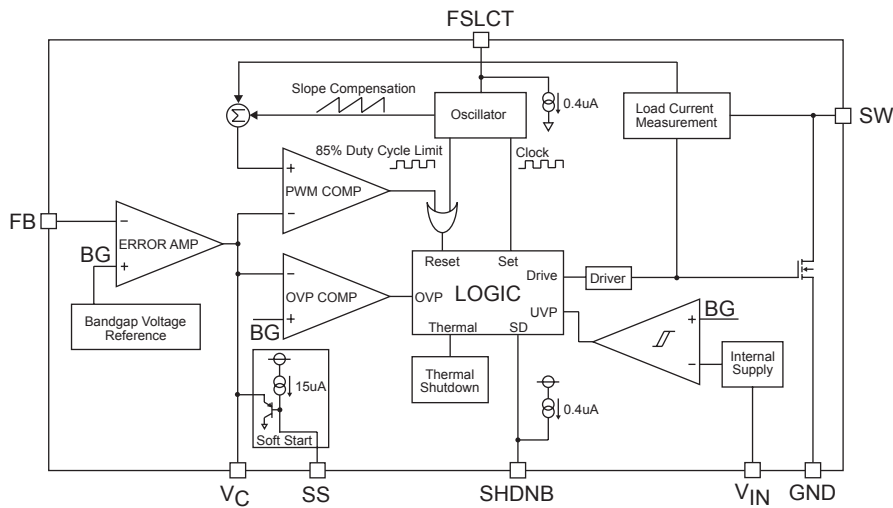 FSLCT
Slope Compensation
Σ
Oscillator
0.4uA
Load Current
Measurement
SW
85% Duty Cycle Limit
Clock
+
PWM COMP
−
FB
−
ERROR AMP
+
BG
Bandgap Voltage
Reference
Reset
Set
Drive
Driver
LOGIC
−
OVP COMP
+
BG
OVP
UVP
Thermal
SD
+
BG
−
Internal
Supply
Thermal
Shutdown
15uA
Soft Start
0.4uA
VC
SS
SHDNB
VIN
GND